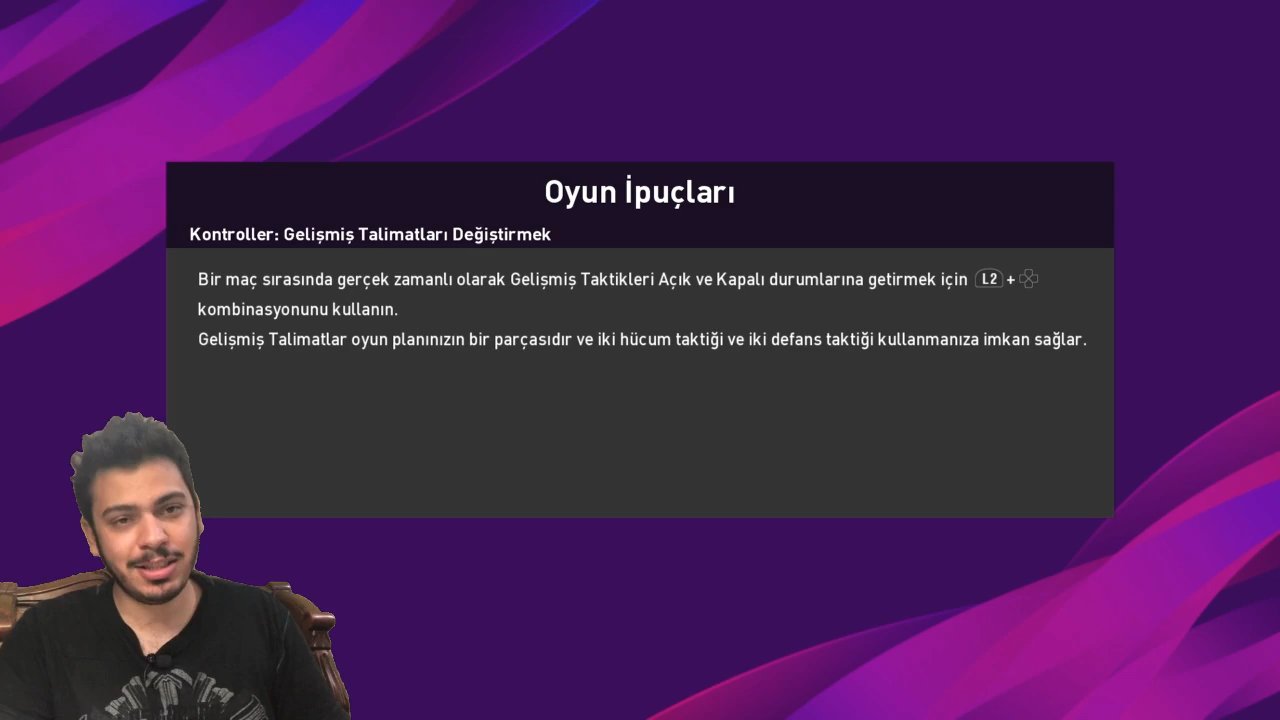 Oyun İpuçları
Kontroller: Gelişmiş Talimatları Değiştirmek
Bir maç sırasında gerçek zamanlı olarak Gelişmiş Taktikleri Açık ve Kapalı durumlarına getirmek için L2 +
kombinasyonunu kullanın.
Gelişmiş Talimatlar oyun planınızın bir parçasıdır ve iki hücum taktiği ve iki defans taktiği kullanmanıza imkan sağlar.